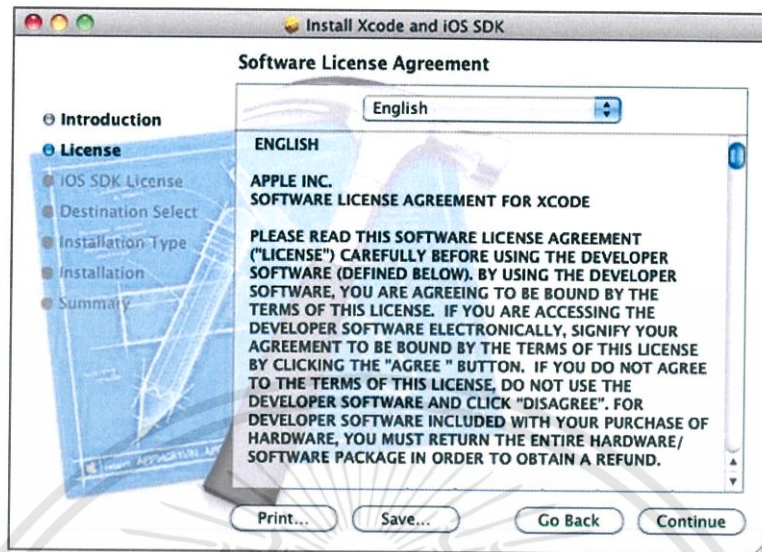 Install Xcode and iOS SDK
Software License Agreement
English
Introduction
License
iOS SDK License
Destination Select
Installation Type
Installation
Summary
ENGLISH
APPLE INC.
SOFTWARE LICENSE AGREEMENT FOR XCODE
PLEASE READ THIS SOFTWARE LICENSE AGREEMENT
("LICENSE") CAREFULLY BEFORE USING THE DEVELOPER
SOFTWARE (DEFINED BELOW). BY USING THE DEVELOPER
SOFTWARE, YOU ARE AGREEING TO BE BOUND BY THE
TERMS OF THIS LICENSE. IF YOU ARE ACCESSING THE
DEVELOPER SOFTWARE ELECTRONICALLY, SIGNIFY YOUR
AGREEMENT TO BE BOUND BY THE TERMS OF THIS LICENSE
BY CLICKING THE "AGREE " BUTTON. IF YOU DO NOT AGREE
TO THE TERMS OF THIS LICENSE, DO NOT USE THE
DEVELOPER SOFTWARE AND CLICK "DISAGREE". FOR
DEVELOPER SOFTWARE INCLUDED WITH YOUR PURCHASE OF
HARDWARE, YOU MUST RETURN THE ENTIRE HARDWARE/
SOFTWARE PACKAGE IN ORDER TO OBTAIN A REFUND.
APPLICATION.APP
Print...
Save...
Go Back
Continue